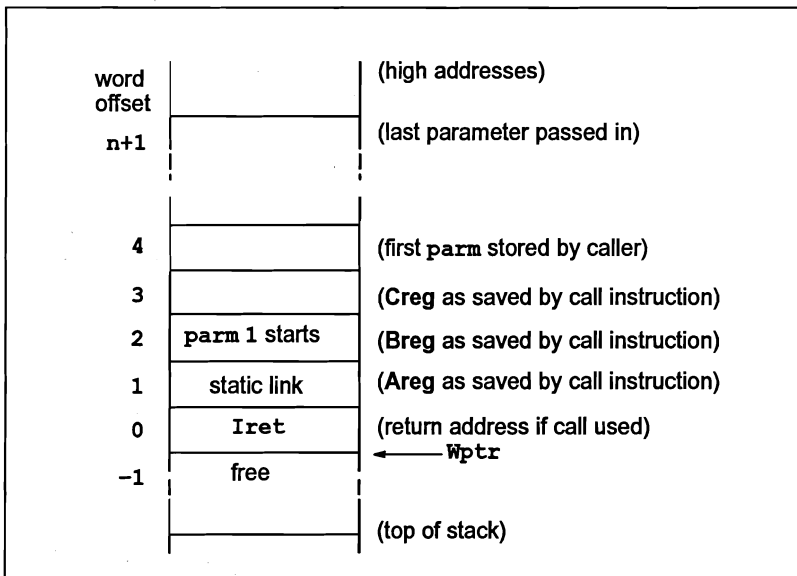 word
offset
(high addresses)
n+1
(last parameter passed in)
4
(first parm stored by caller)
3
(Creg as saved by call instruction)
2
parm 1 starts
(Breg as saved by call instruction)
1
static link
(Areg as saved by call instruction)
0
Iret
(return address if call used)
Wptr
−1
free
(top of stack)